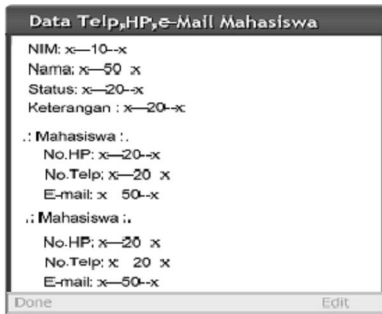 Data Telp,HP,e-Mail Mahasiswa
NIM: x—10--x
Nama: x—50 x
Status: x—20--x
Keterangan : x—20--x
.: Mahasiswa :.
No.HP: x—20--x
No.Telp: x—20 x
E-mail: x 50--x
.: Mahasiswa :.
No.HP: x—20 x
No.Telp: x 20 x
E-mail: x—50--x
Done Edit